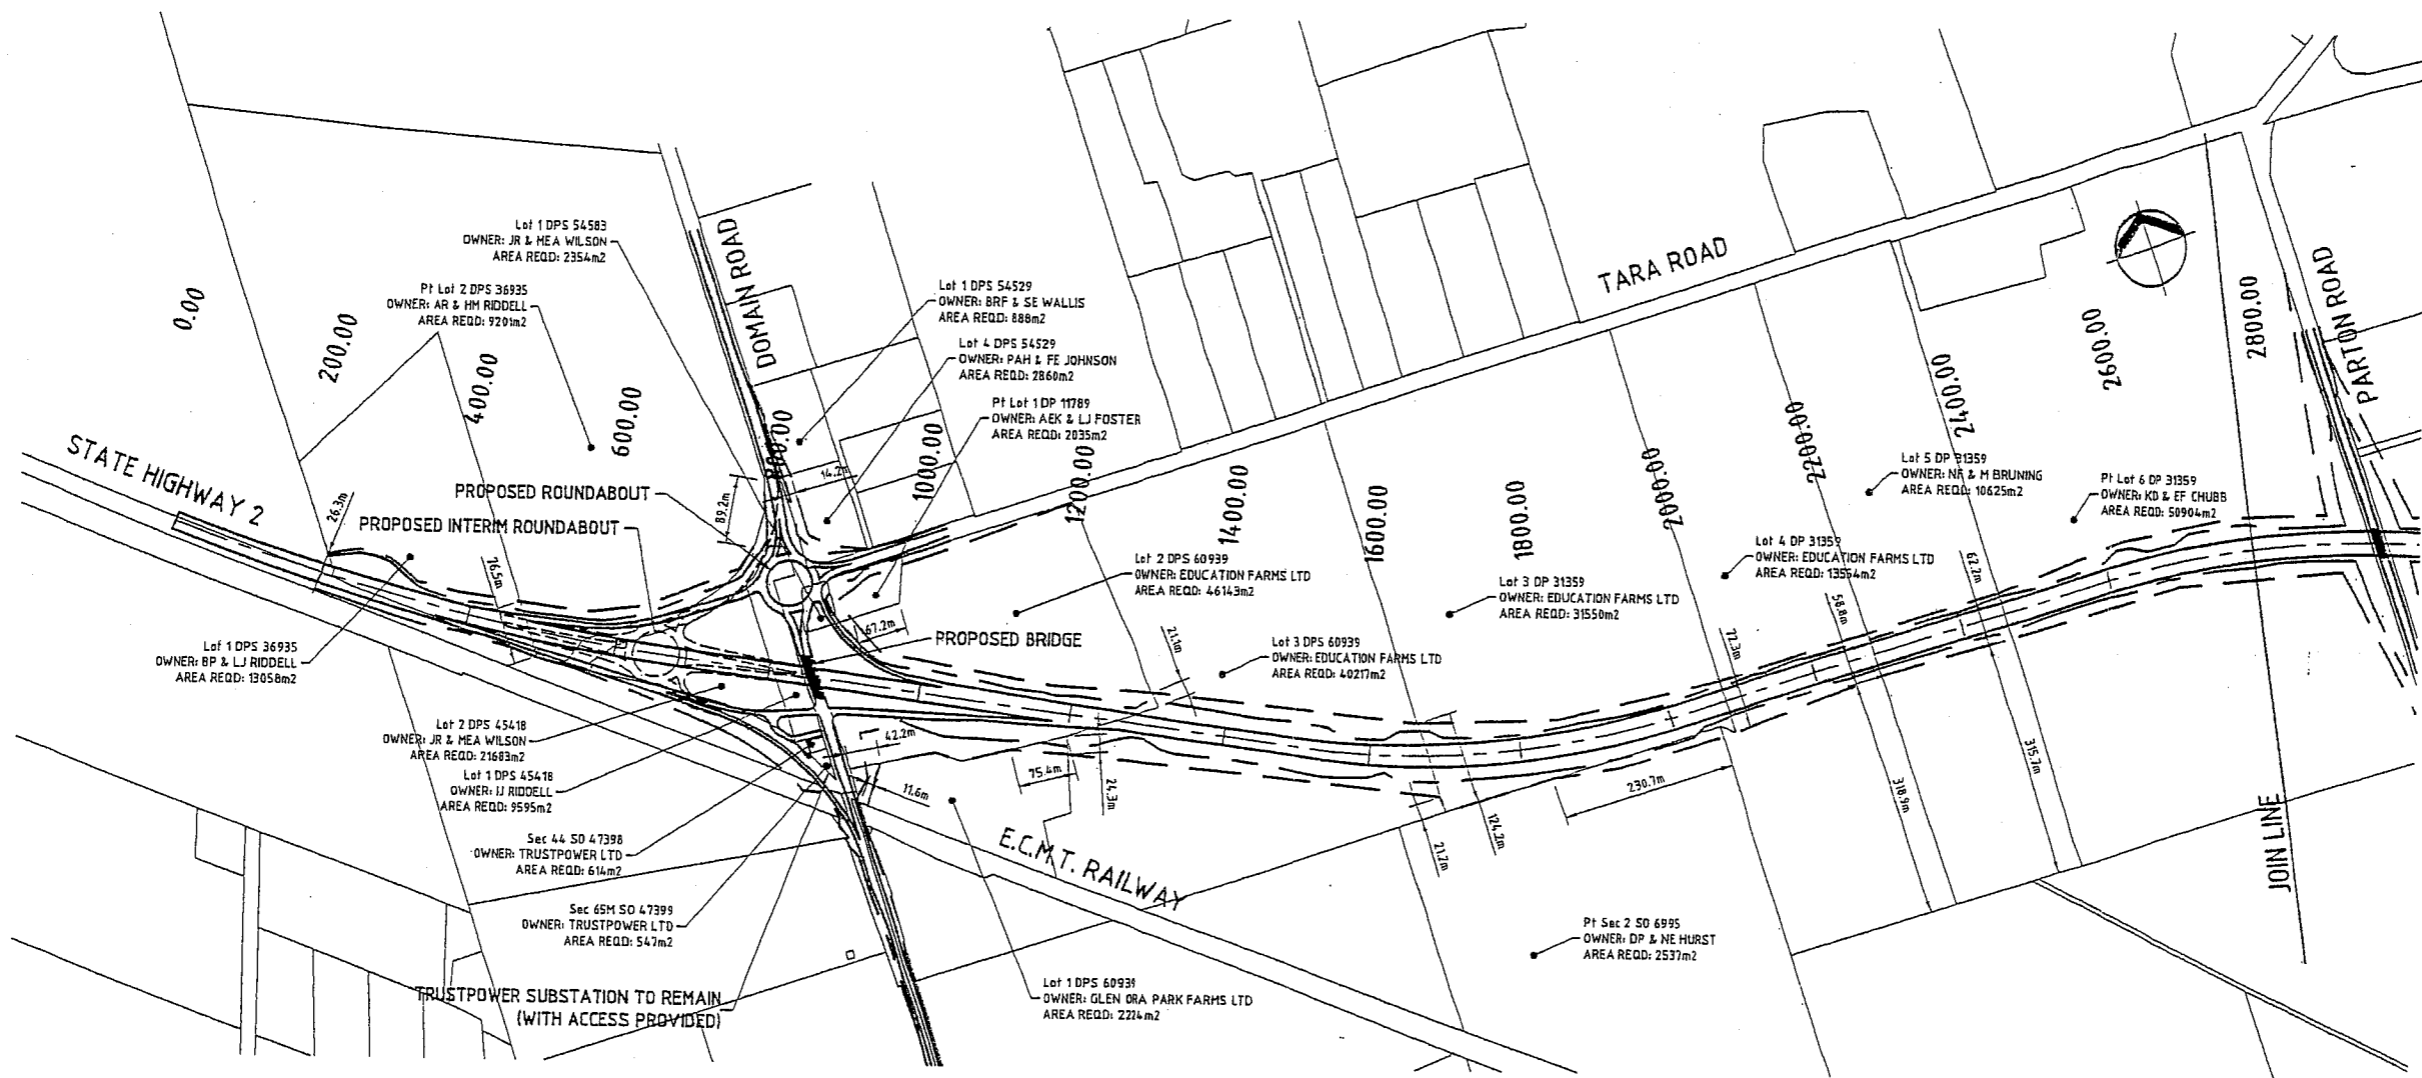 Lot 1 DPS 54583
OWNER: JR & MEA WILSON
AREA REQD: 2354m2
Pt Lot 2 DPS 36935
OWNER: AR & HM RIDDELL
AREA REQD: 9201m2
DOMAIN ROAD
Lot 1 DPS 54529
OWNER: BRF & SE WALLIS
AREA REQD: 888m2
Lot 4 DPS 54529
OWNER: PAH & FE JOHNSON
AREA REQD: 2860m2
Pt Lot 1 DP 11789
OWNER: AEK & LJ FOSTER
AREA REQD: 2035m2
TARA ROAD
PARTON ROAD
0.00
200.00
400.00
600.00
800.00
1000.00
1200.00
1400.00
1600.00
1800.00
2000.00
2200.00
2400.00
2600.00
2800.00
STATE HIGHWAY 2
26.3m
PROPOSED ROUNDABOUT
PROPOSED INTERIM ROUNDABOUT
89.2m
76.5m
67.2m
PROPOSED BRIDGE
Lot 2 DPS 60939
OWNER: EDUCATION FARMS LTD
AREA REQD: 46143m2
Lot 3 DPS 60939
OWNER: EDUCATION FARMS LTD
AREA REQD: 40217m2
Lot 3 DP 31359
OWNER: EDUCATION FARMS LTD
AREA REQD: 31550m2
Lot 4 DP 31359
OWNER: EDUCATION FARMS LTD
AREA REQD: 13554m2
Lot 5 DP 31359
OWNER: NF & M BRUNING
AREA REQD: 10625m2
Pt Lot 6 DP 31359
OWNER: KD & EF CHUBB
AREA REQD: 50904m2
21.1m
72.3m
58.8m
62.2m
Lot 1 DPS 36935
OWNER: BP & LJ RIDDELL
AREA REQD: 13058m2
Lot 2 DPS 45418
OWNER: JR & MEA WILSON
AREA REQD: 21683m2
Lot 1 DPS 45418
OWNER: IJ RIDDELL
AREA REQD: 9595m2
Sec 44 SO 47398
OWNER: TRUSTPOWER LTD
AREA REQD: 614m2
Sec 65M SO 47399
OWNER: TRUSTPOWER LTD
AREA REQD: 547m2
TRUSTPOWER SUBSTATION TO REMAIN
(WITH ACCESS PROVIDED)
42.2m
11.6m
75.4m
24.3m
21.2m
124.2m
230.7m
318.9m
315.7m
E.C.M.T. RAILWAY
Lot 1 DPS 60939
OWNER: GLEN ORA PARK FARMS LTD
AREA REQD: 2224m2
Pt Sec 2 SO 6995
OWNER: DP & NE HURST
AREA REQD: 2537m2
JOIN LINE